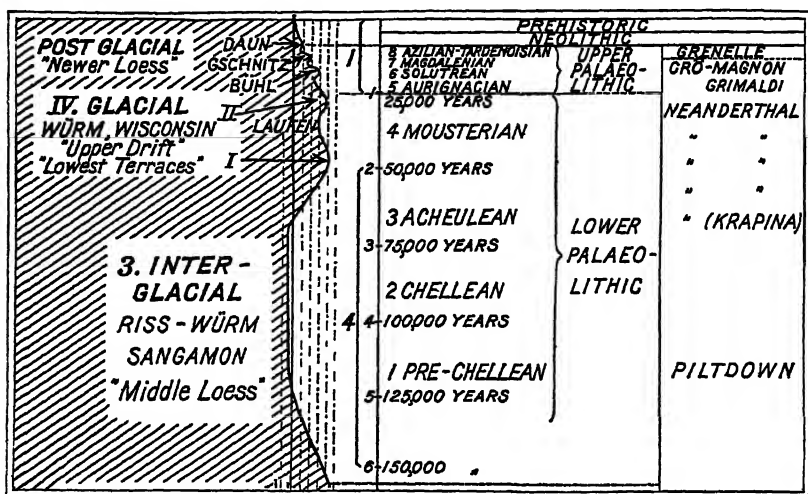 POST GLACIAL
"Newer Loess"
DAUN
GSCHNITZ
BÜHL
IV. GLACIAL
WÜRM, WISCONSIN
"Upper Drift"
"Lowest Terraces"
II
LAUFEN
I
3. INTER-
GLACIAL
RISS-WÜRM
SANGAMON
"Middle Loess"
1
4
PREHISTORIC
NEOLITHIC
8 AZILIAN-TARDENOISIAN
7 MAGDALENIAN
6 SOLUTREAN
5 AURIGNACIAN
1-25,000 YEARS
4 MOUSTERIAN
2-50,000 YEARS
3 ACHEULEAN
3-75,000 YEARS
2 CHELLEAN
4-100,000 YEARS
1 PRE-CHELLEAN
5-125,000 YEARS
6-150,000 "
UPPER
PALAEO-
LITHIC
LOWER
PALAEO-
LITHIC
GRENELLE
CRÔ-MAGNON
GRIMALDI
NEANDERTHAL
" "
" "
" "
" (KRAPINA)
PILTDOWN